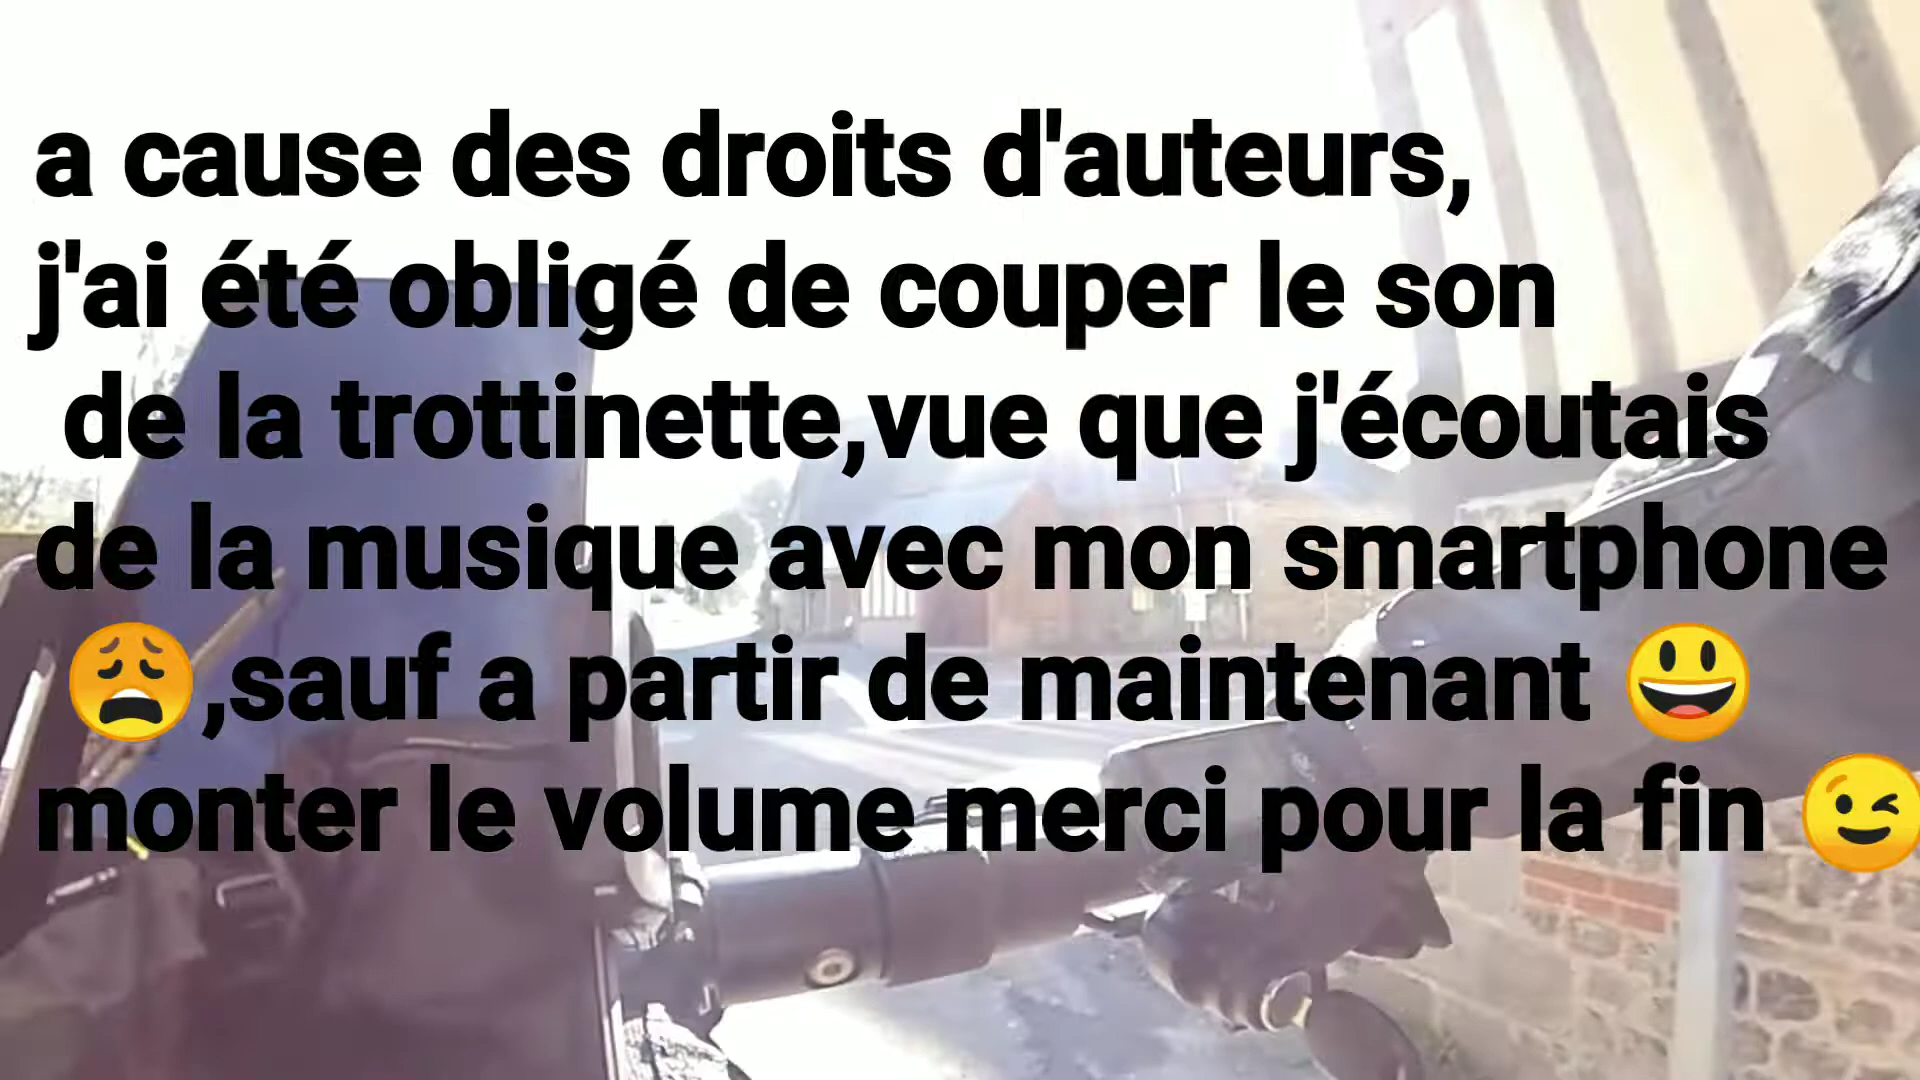 a cause des droits d'auteurs,
j'ai été obligé de couper le son
de la trottinette,vue que j'écoutais
de la musique avec mon smartphone
😩,sauf a partir de maintenant 😃
monter le volume merci pour la fin 😉